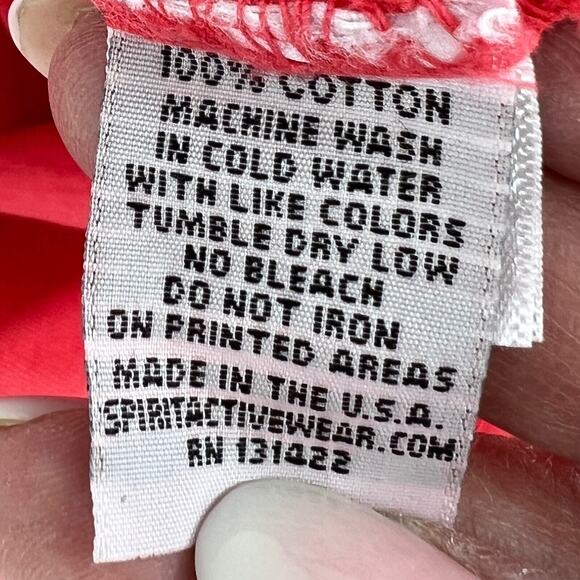 100% COTTON
MACHINE WASH
IN COLD WATER
WITH LIKE COLORS
TUMBLE DRY LOW
NO BLEACH
DO NOT IRON
ON PRINTED AREAS
MADE IN THE U.S.A.
SPIRITACTIVEWEAR.COM
RN 131422